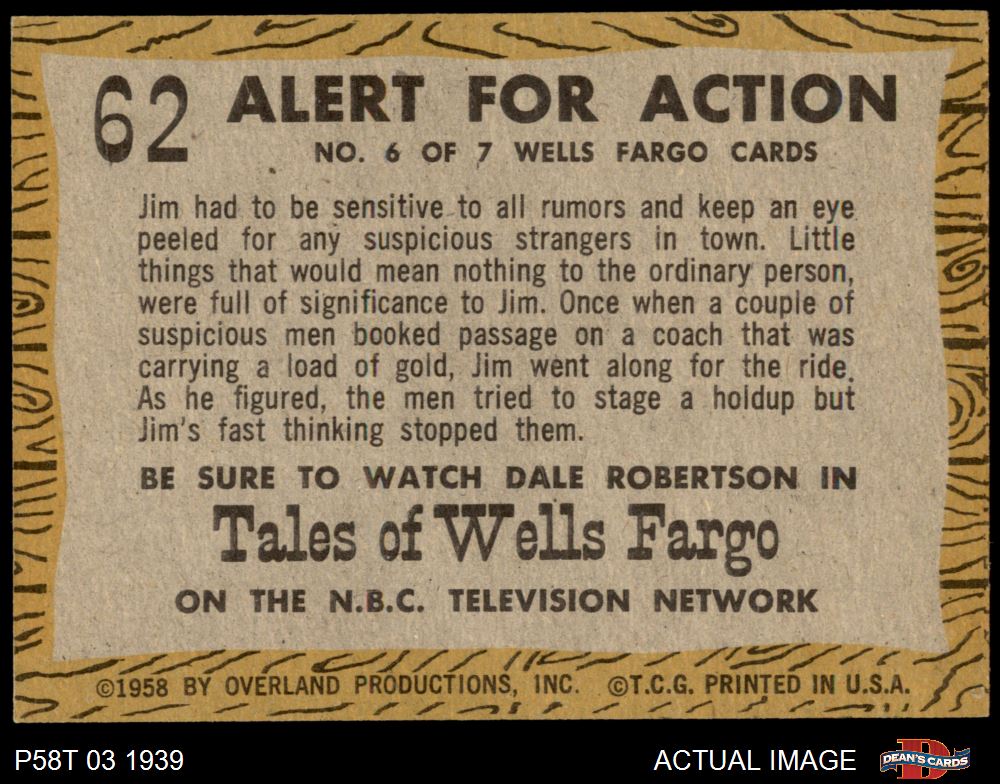 62 ALERT FOR ACTION
NO. 6 OF 7 WELLS FARGO CARDS
Jim had to be sensitive to all rumors and keep an eye
peeled for any suspicious strangers in town. Little
things that would mean nothing to the ordinary person,
were full of significance to Jim. Once when a couple of
suspicious men booked passage on a coach that was
carrying a load of gold, Jim went along for the ride.
As he figured, the men tried to stage a holdup but
Jim's fast thinking stopped them.
BE SURE TO WATCH DALE ROBERTSON IN
Tales of Wells Fargo
ON THE N.B.C. TELEVISION NETWORK
©1958 BY OVERLAND PRODUCTIONS, INC. ©T.C.G. PRINTED IN U.S.A.
P58T 03 1939 ACTUAL IMAGE D DEAN'S CARDS